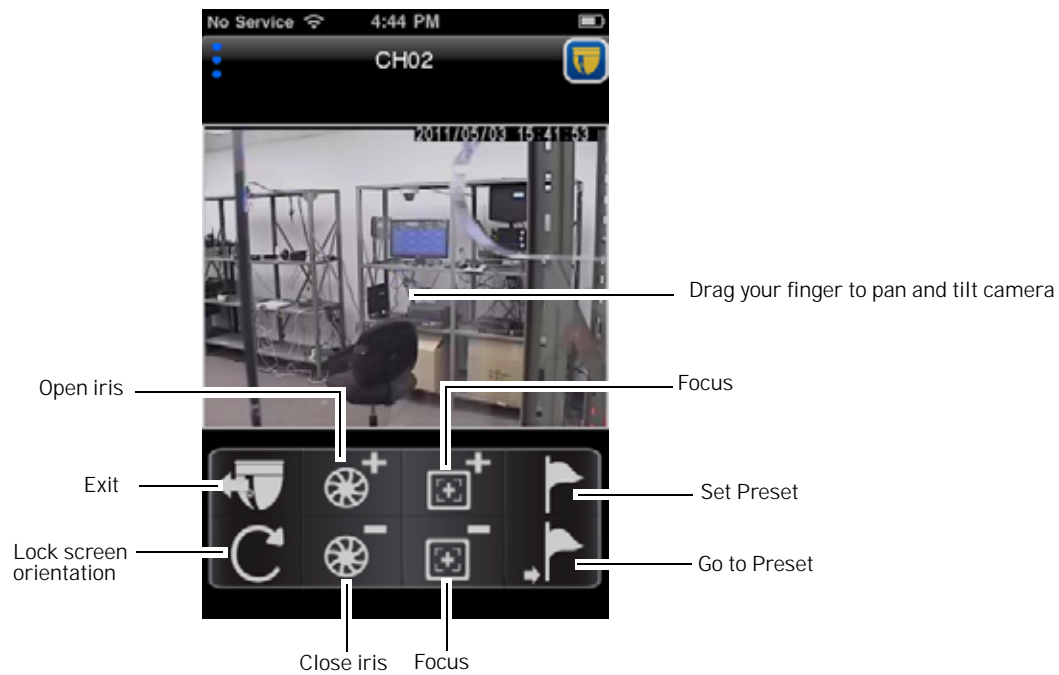 No Service 4:44 PM
CH02
2011/05/03 15:41:53
Drag your finger to pan and tilt camera
Open iris
Focus
Exit
Set Preset
Lock screen
orientation
Go to Preset
Close iris
Focus